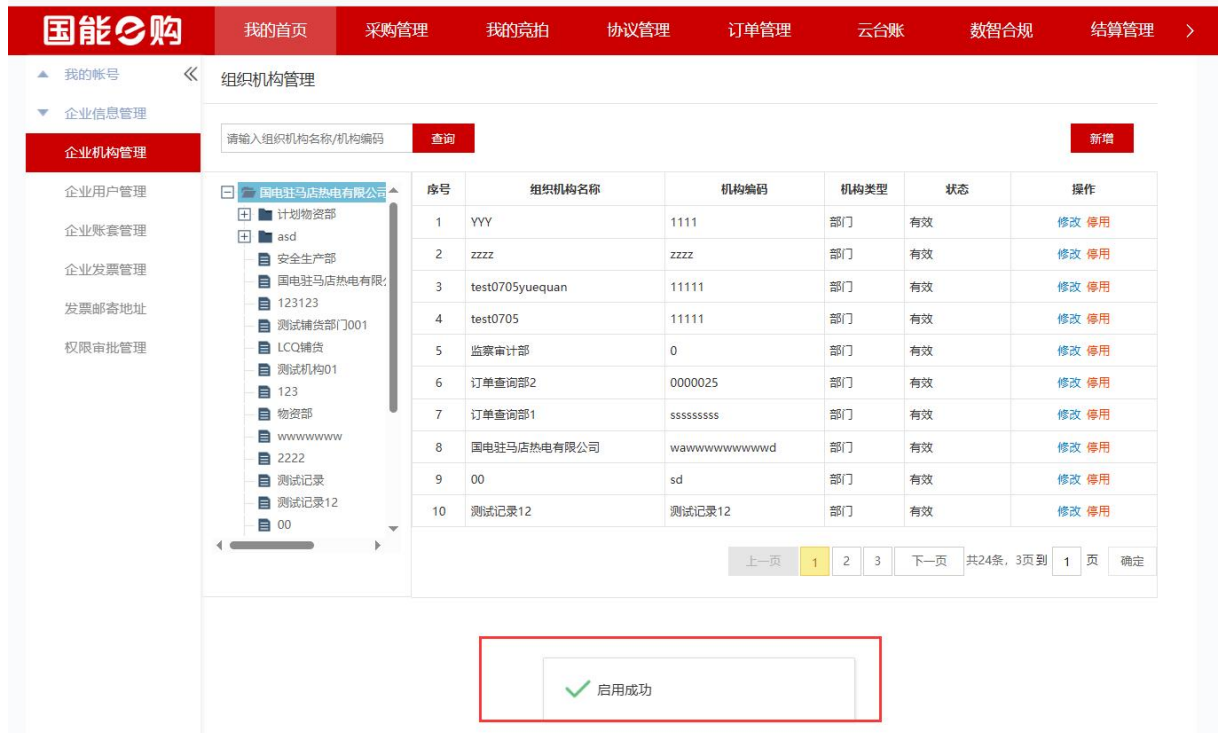 国能e购 我的首页 采购管理 我的竞拍 协议管理 订单管理 云台账 数智合规 结算管理
我的帐号
企业信息管理
企业机构管理
企业用户管理
企业账套管理
企业发票管理
发票邮寄地址
权限审批管理
组织机构管理
请输入组织机构名称/机构编码 查询 新增
国电驻马店热电有限公司
计划物资部
asd
安全生产部
国电驻马店热电有限
123123
测试辅货部门001
LCQ辅货
测试机构01
123
物资部
wwwwwww
2222
测试记录
测试记录12
00
序号 组织机构名称 机构编码 机构类型 状态 操作
1 YYY 1111 部门 有效 修改 停用
2 zzzz zzzz 部门 有效 修改 停用
3 test0705yuequan 11111 部门 有效 修改 停用
4 test0705 11111 部门 有效 修改 停用
5 监察审计部 0 部门 有效 修改 停用
6 订单查询部2 0000025 部门 有效 修改 停用
7 订单查询部1 sssssssss 部门 有效 修改 停用
8 国电驻马店热电有限公司 wawwwwwwwwwd 部门 有效 修改 停用
9 00 sd 部门 有效 修改 停用
10 测试记录12 测试记录12 部门 有效 修改 停用
上一页 1 2 3 下一页 共24条, 3页到 1 页 确定
启用成功